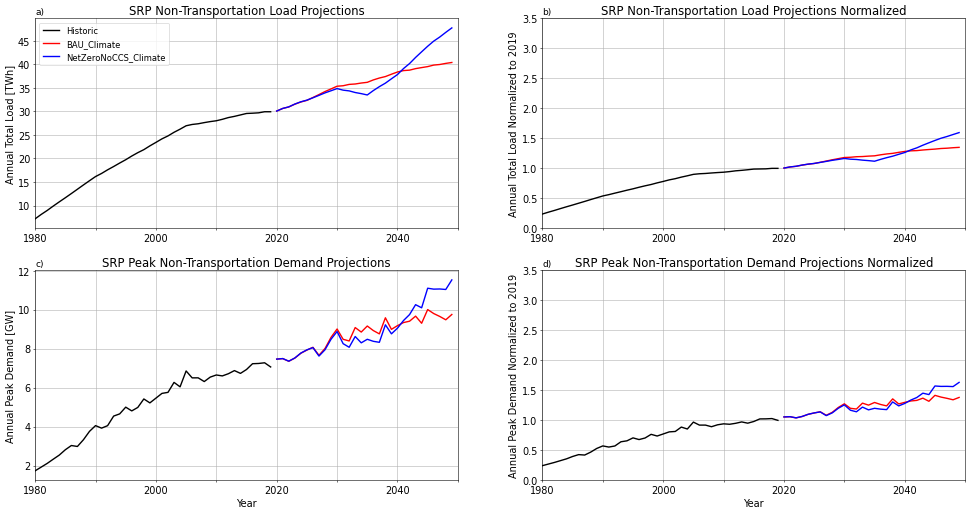 a)
SRP Non-Transportation Load Projections
Historic
BAU_Climate
NetZeroNoCCS_Climate
Annual Total Load [TWh]
45
40
35
30
25
20
15
10
1980
2000
2020
2040
b)
SRP Non-Transportation Load Projections Normalized
Annual Total Load Normalized to 2019
3.5
3.0
2.5
2.0
1.5
1.0
0.5
0.0
1980
2000
2020
2040
c)
SRP Peak Non-Transportation Demand Projections
Annual Peak Demand [GW]
12
10
8
6
4
2
1980
2000
2020
2040
Year
d)
SRP Peak Non-Transportation Demand Projections Normalized
Annual Peak Demand Normalized to 2019
3.5
3.0
2.5
2.0
1.5
1.0
0.5
0.0
1980
2000
2020
2040
Year